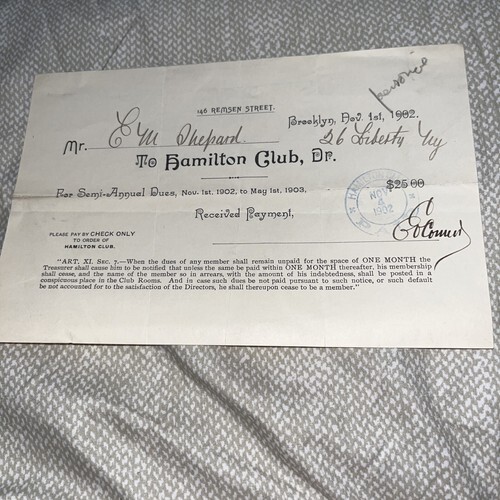 personal
146 REMSEN STREET.
Brooklyn, Nov. 1st, 1902.
Mr. E M Shepard. 26 Liberty Ny
To Hamilton Club, Dr.
For Semi-Annual Dues, Nov. 1st, 1902, to May 1st, 1903, $25 00
NOV 4 1902
Received Payment,
PLEASE PAY BY CHECK ONLY
TO ORDER OF
HAMILTON CLUB.
"ART. XI. SEC. 7.—When the dues of any member shall remain unpaid for the space of ONE MONTH the
Treasurer shall cause him to be notified that unless the same be paid within ONE MONTH thereafter, his membership
shall cease, and the name of the member so in arrears, with the amount of his indebtedness, shall be posted in a
conspicuous place in the Club Rooms. And in case such dues be not paid pursuant to such notice, or such default
be not accounted for to the satisfaction of the Directors, he shall thereupon cease to be a member."